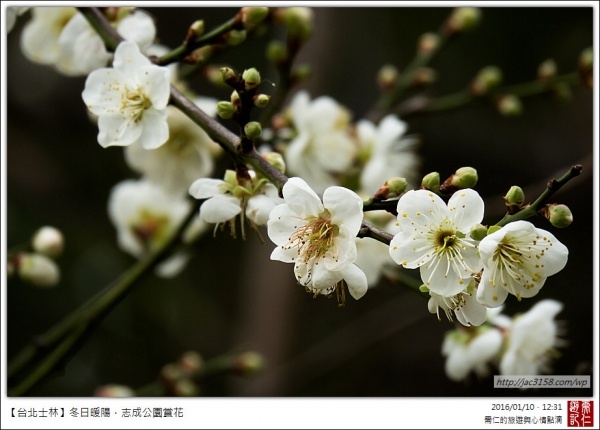 http://jac3158.com/wp
【台北士林】冬日暖陽．志成公園賞花
2016/01/10 - 12:31
喬仁的旅遊與心情點滴